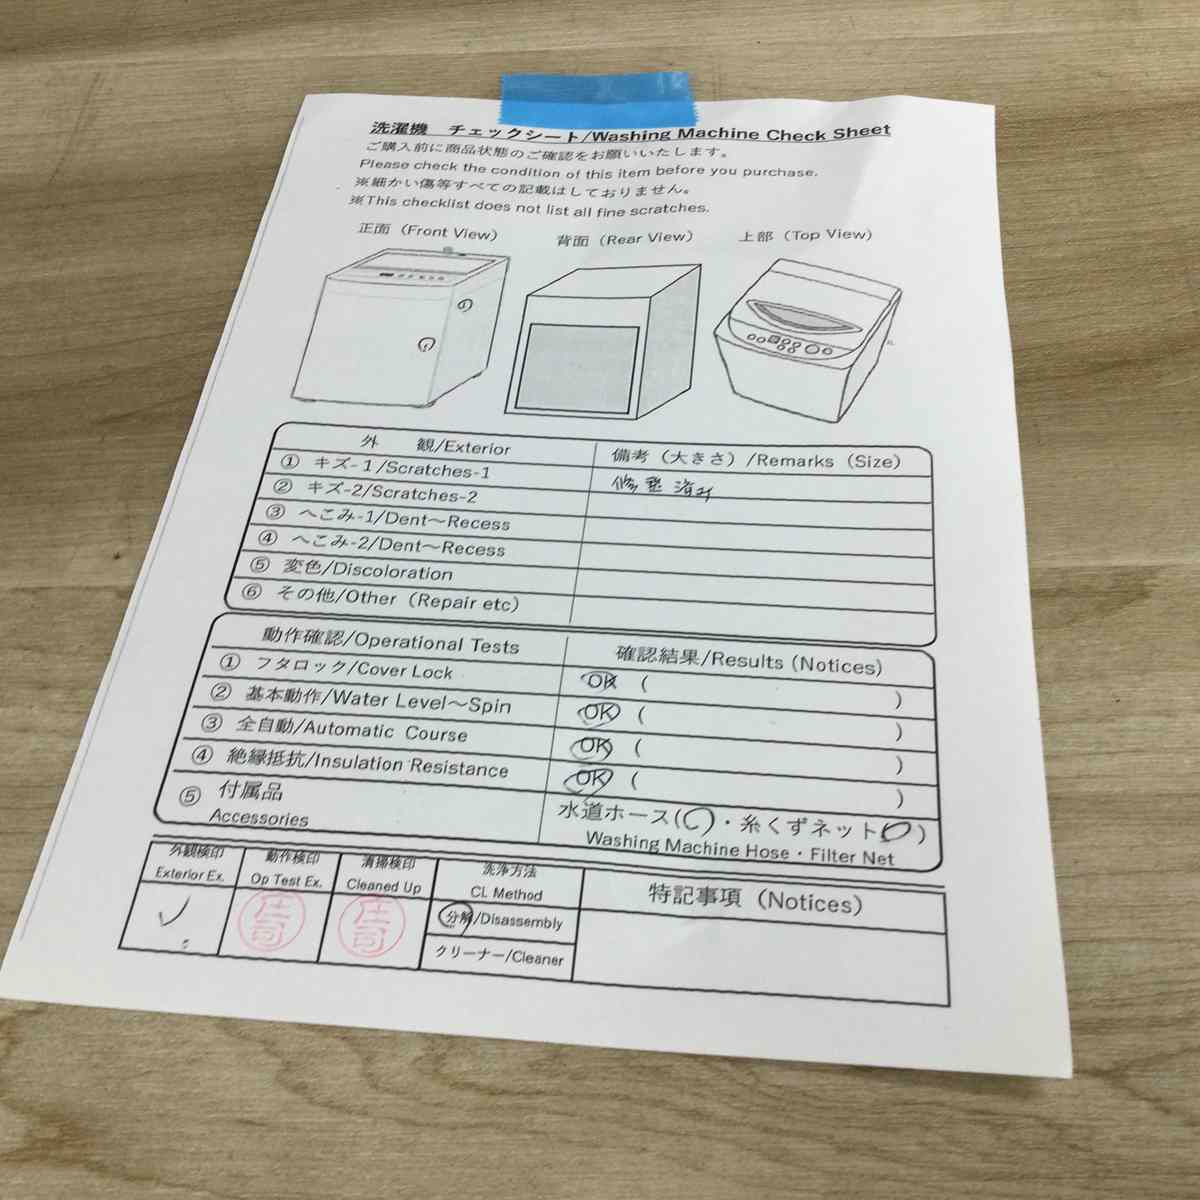 洗濯機 チェックシート/Washing Machine Check Sheet
ご購入前に商品状態のご確認をお願いいたします。
Please check the condition of this item before you purchase.
※細かい傷等すべての記載はしておりません。
※This checklist does not list all fine scratches.
正面 (Front View) 背面 (Rear View) 上部 (Top View)
①
①
外 観/Exterior 備考 (大きさ) /Remarks (Size)
① キズ-1/Scratches-1 修整済み
② キズ-2/Scratches-2
③ へこみ-1/Dent～Recess
④ へこみ-2/Dent～Recess
⑤ 変色/Discoloration
⑥ その他/Other (Repair etc)
動作確認/Operational Tests 確認結果/Results (Notices)
① フタロック/Cover Lock OK ( )
② 基本動作/Water Level～Spin OK ( )
③ 全自動/Automatic Course OK ( )
④ 絶縁抵抗/Insulation Resistance OK ( )
⑤ 付属品 水道ホース(○)・糸くずネット(○)
Accessories Washing Machine Hose・Filter Net
外観検印 動作検印 清掃検印 洗浄方法 特記事項 (Notices)
Exterior Ex. Op Test Ex. Cleaned Up CL Method
庄司 庄司 分解/Disassembly
クリーナー/Cleaner